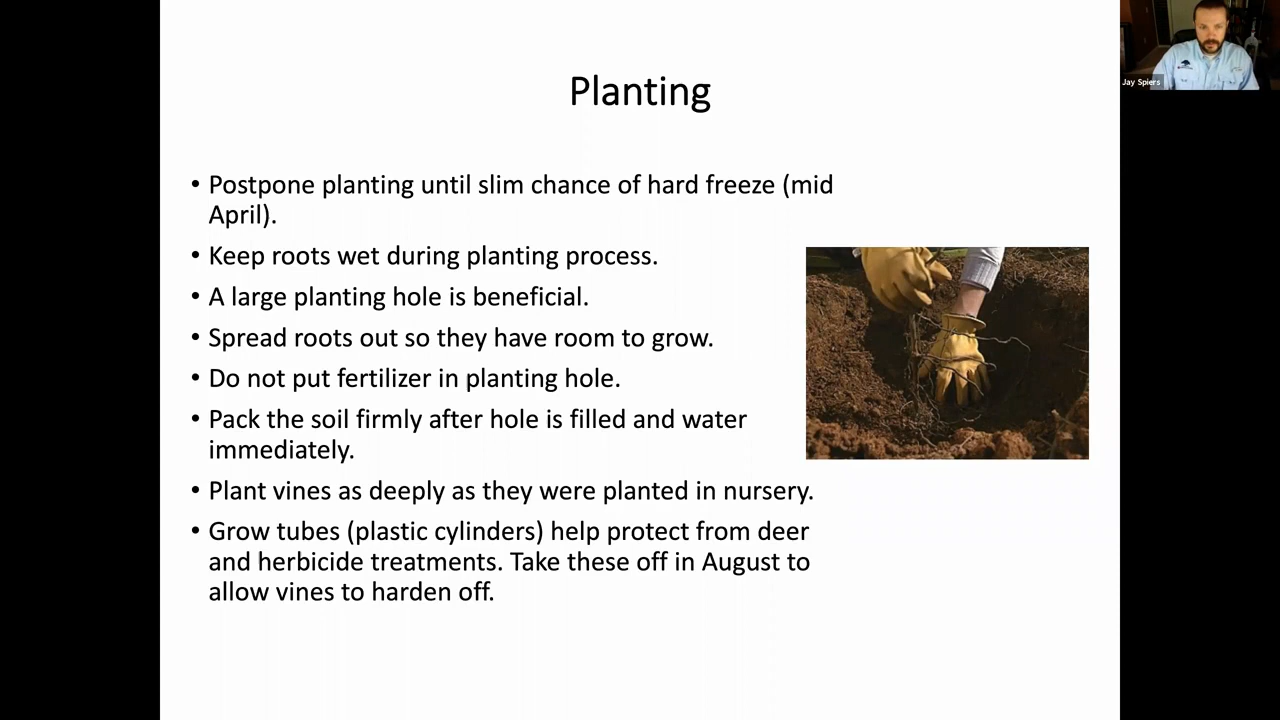 Planting
• Postpone planting until slim chance of hard freeze (mid
April).
• Keep roots wet during planting process.
• A large planting hole is beneficial.
• Spread roots out so they have room to grow.
• Do not put fertilizer in planting hole.
• Pack the soil firmly after hole is filled and water
immediately.
• Plant vines as deeply as they were planted in nursery.
• Grow tubes (plastic cylinders) help protect from deer
and herbicide treatments. Take these off in August to
allow vines to harden off.
Jay Spiers